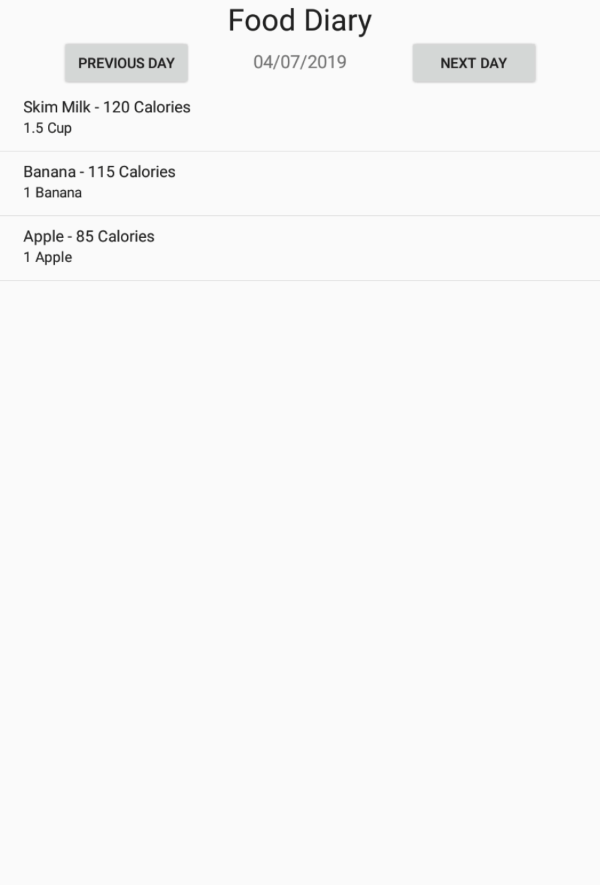 Food Diary
PREVIOUS DAY 04/07/2019 NEXT DAY
Skim Milk - 120 Calories
1.5 Cup
Banana - 115 Calories
1 Banana
Apple - 85 Calories
1 Apple